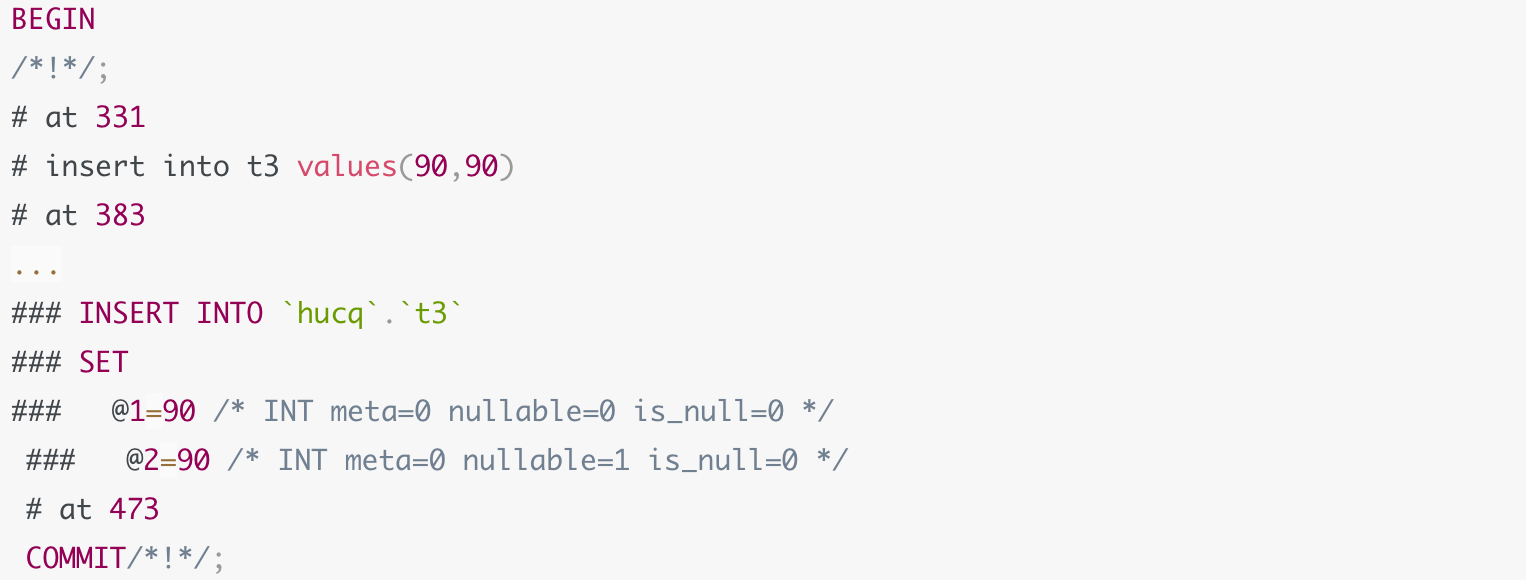 BEGIN
/*!*/;
# at 331
# insert into t3 values(90,90)
# at 383
...
### INSERT INTO `hucq`.`t3`
### SET
###   @1=90 /* INT meta=0 nullable=0 is_null=0 */
###   @2=90 /* INT meta=0 nullable=1 is_null=0 */
# at 473
COMMIT/*!*/;